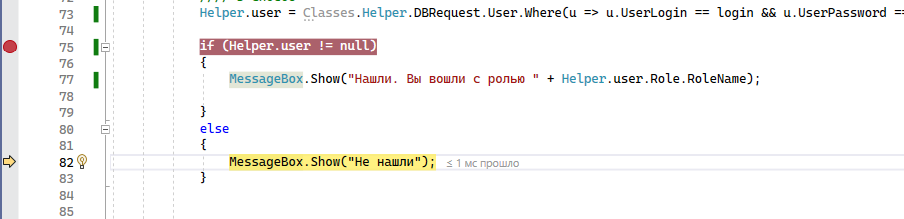 73 Helper.user = Classes.Helper.DBRequest.User.Where(u => u.UserLogin == login && u.UserPassword ==
74
75 if (Helper.user != null)
76 {
77 MessageBox.Show("Нашли. Вы вошли с ролью " + Helper.user.Role.RoleName);
78
79 }
80 else
81 {
82 MessageBox.Show("Не нашли"); ≤ 1 мс прошло
83 }
84
85